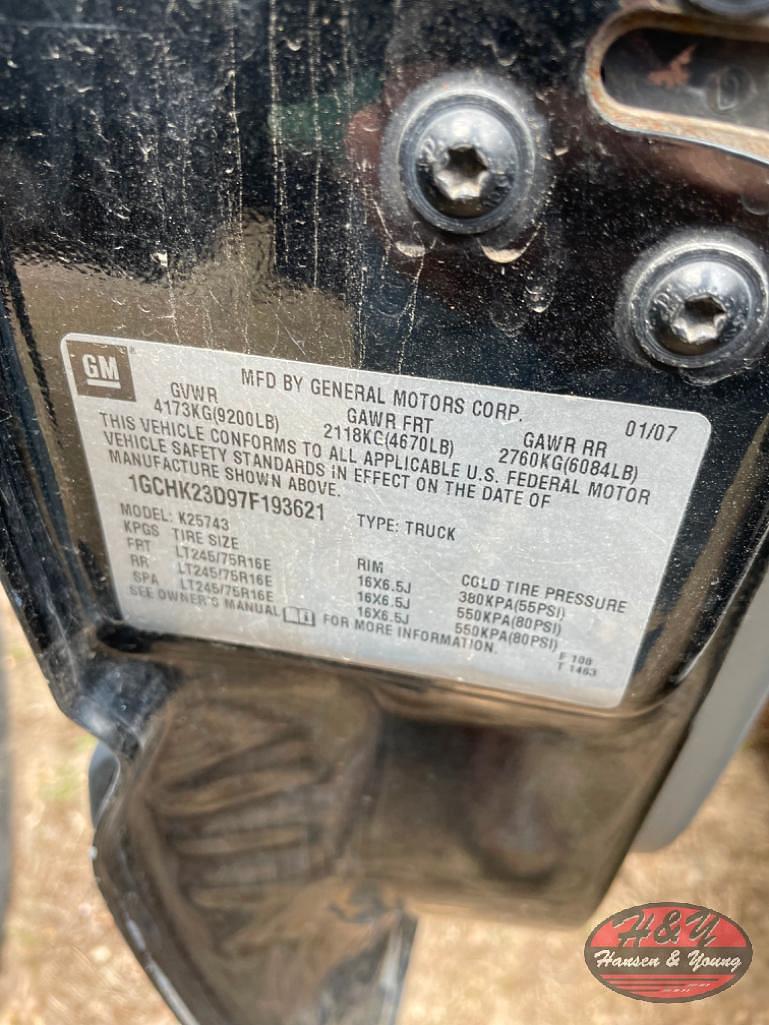 GM
MFD BY GENERAL MOTORS CORP. 01/07
GVWR GAWR FRT GAWR RR
4173KG(9200LB) 2118KG(4670LB) 2760KG(6084LB)
THIS VEHICLE CONFORMS TO ALL APPLICABLE U.S. FEDERAL MOTOR
VEHICLE SAFETY STANDARDS IN EFFECT ON THE DATE OF
MANUFACTURE SHOWN ABOVE.
1GCHK23D97F193621 TYPE: TRUCK
MODEL: K25743
KPGS TIRE SIZE RIM COLD TIRE PRESSURE
FRT LT245/75R16E 16X6.5J 380KPA(55PSI)
RR LT245/75R16E 16X6.5J 550KPA(80PSI)
SPA LT245/75R16E 16X6.5J 550KPA(80PSI)
SEE OWNER'S MANUAL FOR MORE INFORMATION.
F 108
T 1463
H&Y
Hansen & Young